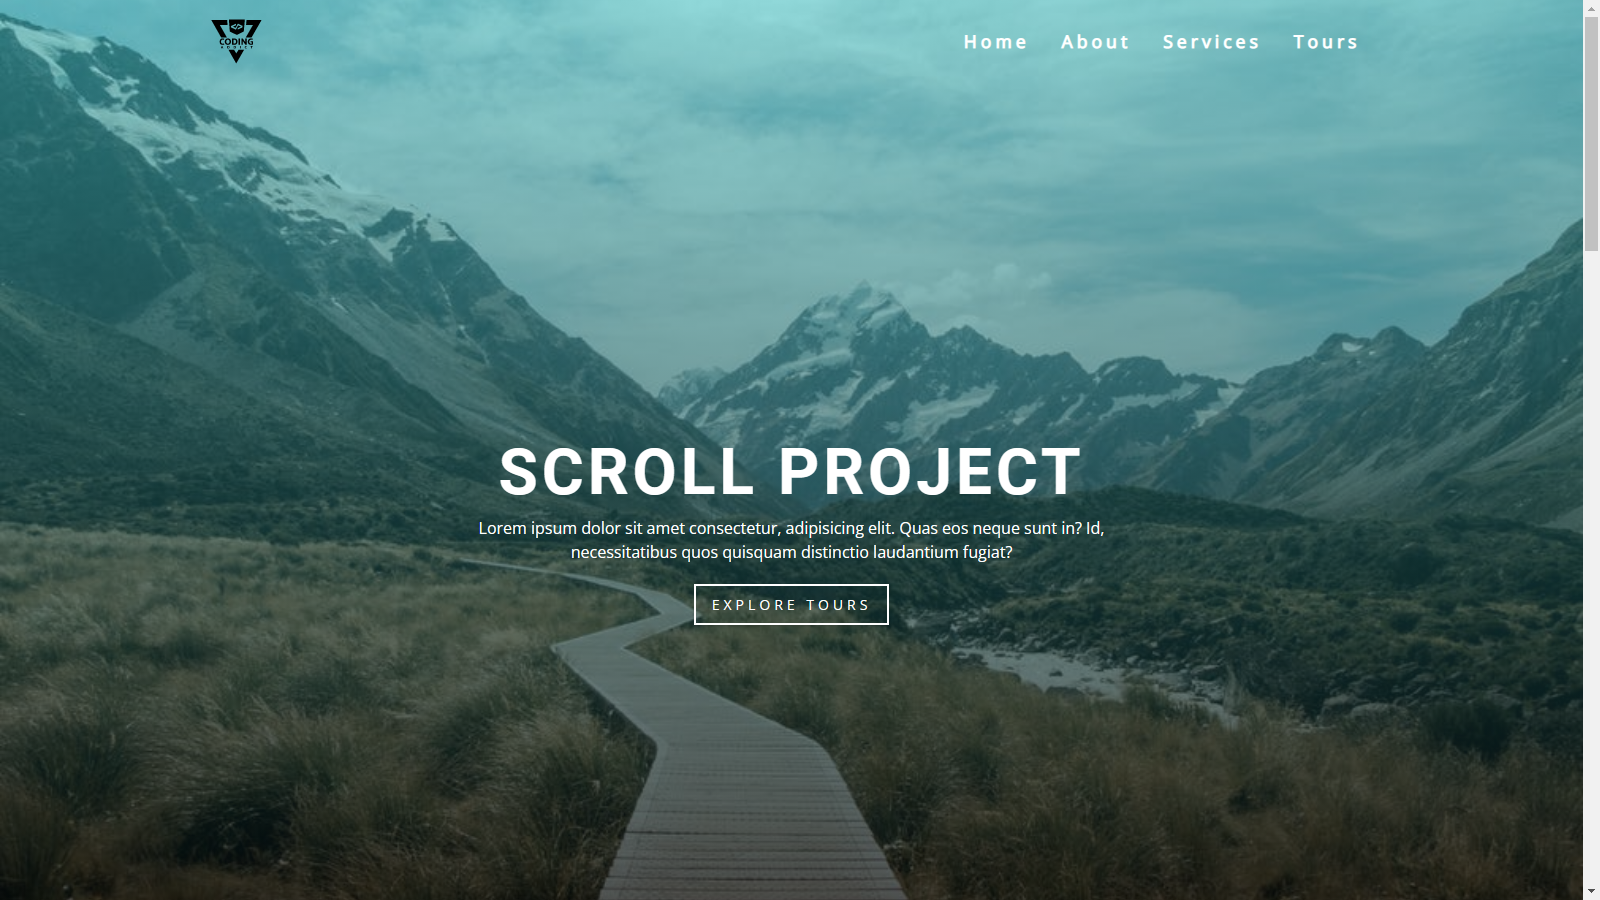 </>
CODING
ADDICT
Home About Services Tours
SCROLL PROJECT
Lorem ipsum dolor sit amet consectetur, adipisicing elit. Quas eos neque sunt in? Id,
necessitatibus quos quisquam distinctio laudantium fugiat?
EXPLORE TOURS